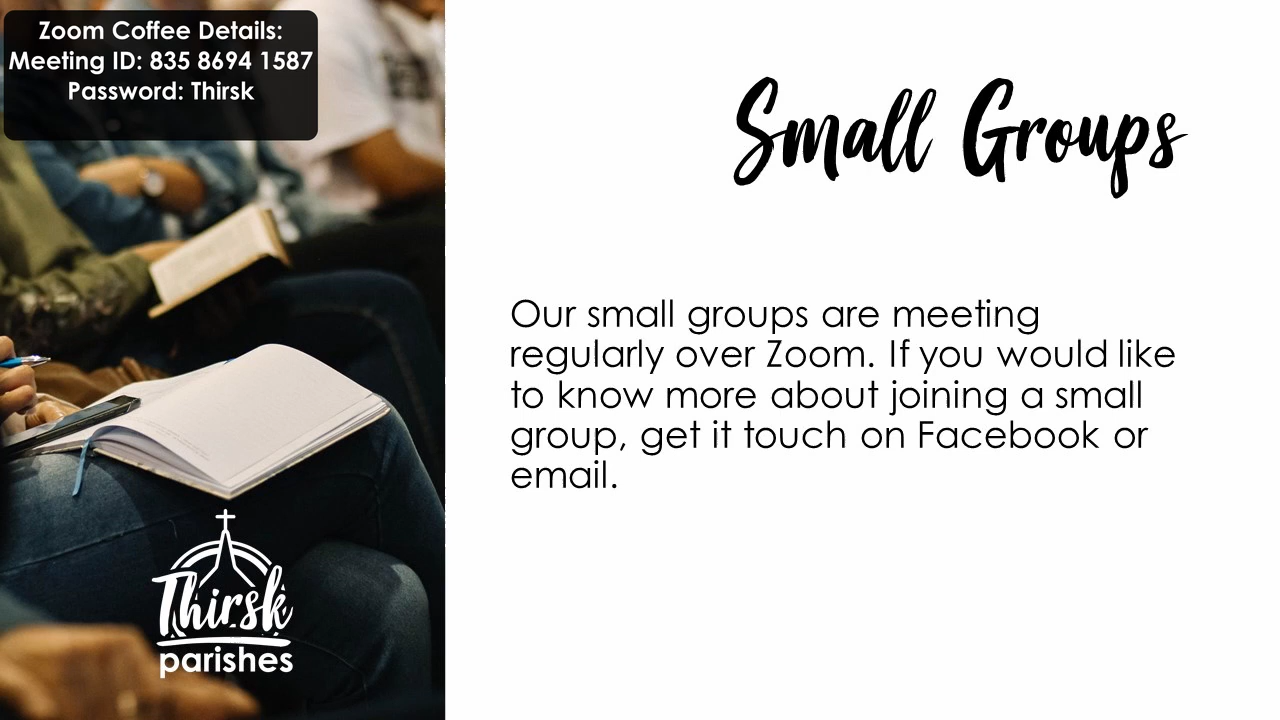 Zoom Coffee Details:
Meeting ID: 835 8694 1587
Password: Thirsk
Small Groups
Our small groups are meeting
regularly over Zoom. If you would like
to know more about joining a small
group, get it touch on Facebook or
email.
Thirsk
parishes